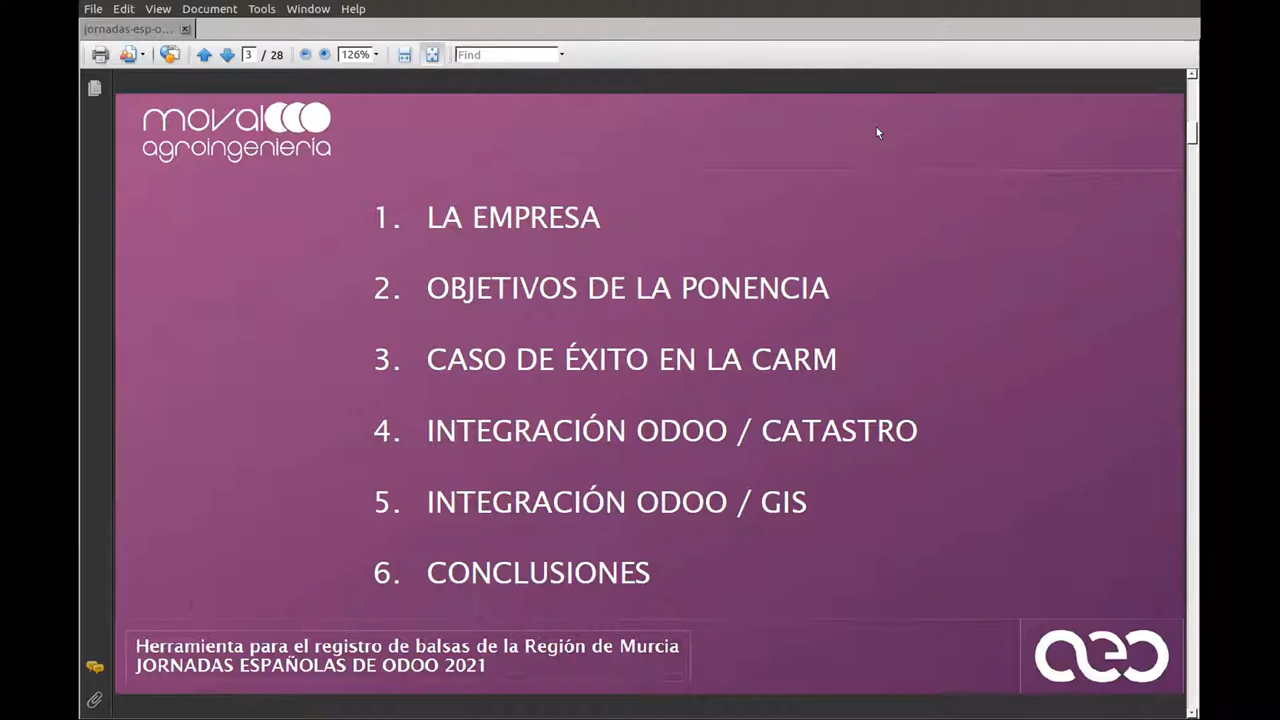 File Edit View Document Tools Window Help
jornadas-esp-o...
3 / 28 126% Find
moval
agroingeniería
1. LA EMPRESA
2. OBJETIVOS DE LA PONENCIA
3. CASO DE ÉXITO EN LA CARM
4. INTEGRACIÓN ODOO / CATASTRO
5. INTEGRACIÓN ODOO / GIS
6. CONCLUSIONES
Herramienta para el registro de balsas de la Región de Murcia
JORNADAS ESPAÑOLAS DE ODOO 2021
aeo